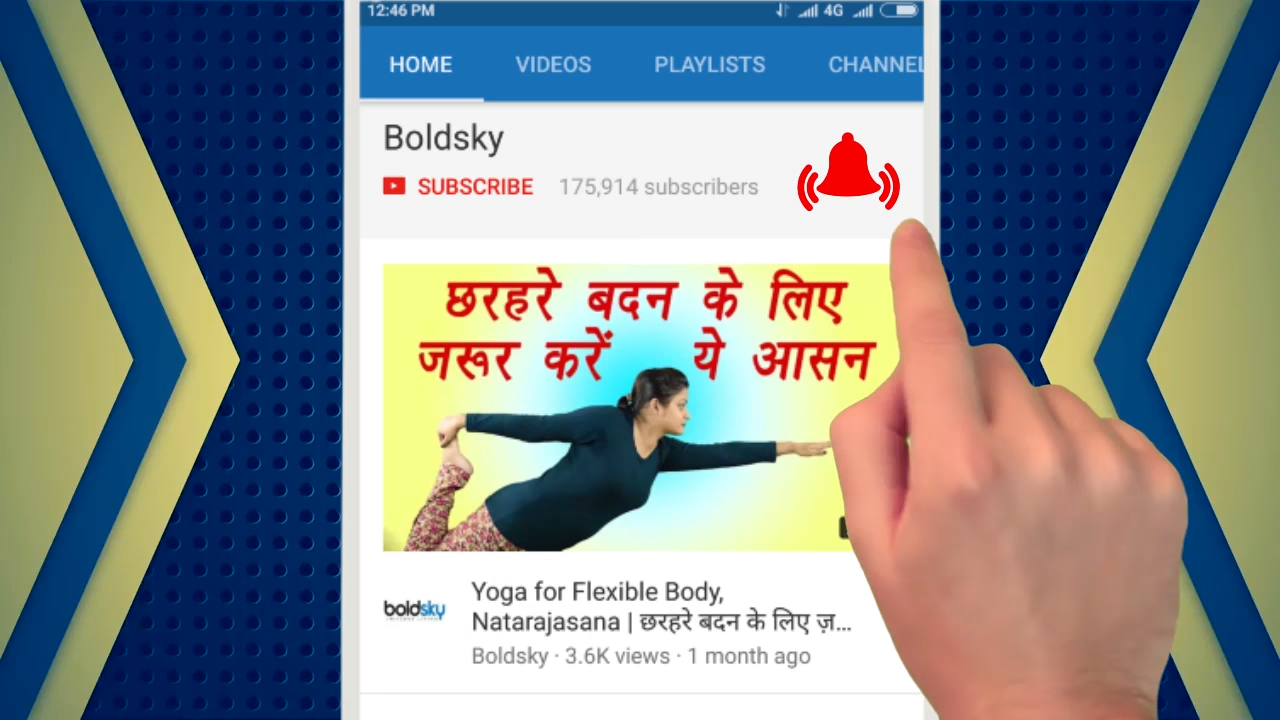 12:46 PM 4G
HOME VIDEOS PLAYLISTS CHANNEL
Boldsky
SUBSCRIBE 175,914 subscribers
छरहरे बदन के लिए
जरूर करें ये आसन
Yoga for Flexible Body,
boldsky
Natarajasana | छरहरे बदन के लिए ज़...
Boldsky · 3.6K views · 1 month ago